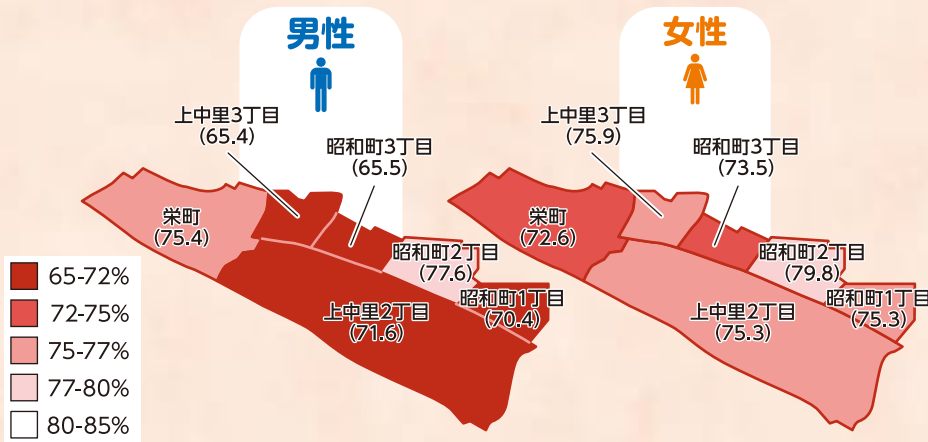 男性
上中里3丁目
(65.4)
昭和町3丁目
(65.5)
栄町
(75.4)
昭和町2丁目
(77.6)
昭和町1丁目
(70.4)
上中里2丁目
(71.6)
女性
上中里3丁目
(75.9)
昭和町3丁目
(73.5)
栄町
(72.6)
昭和町2丁目
(79.8)
昭和町1丁目
(75.3)
上中里2丁目
(75.3)
65-72%
72-75%
75-77%
77-80%
80-85%